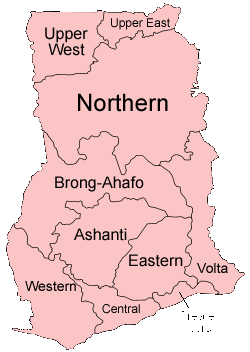 Upper East
Upper
West
Northern
Brong-Ahafo
Ashanti
Eastern
Volta
Western
Central